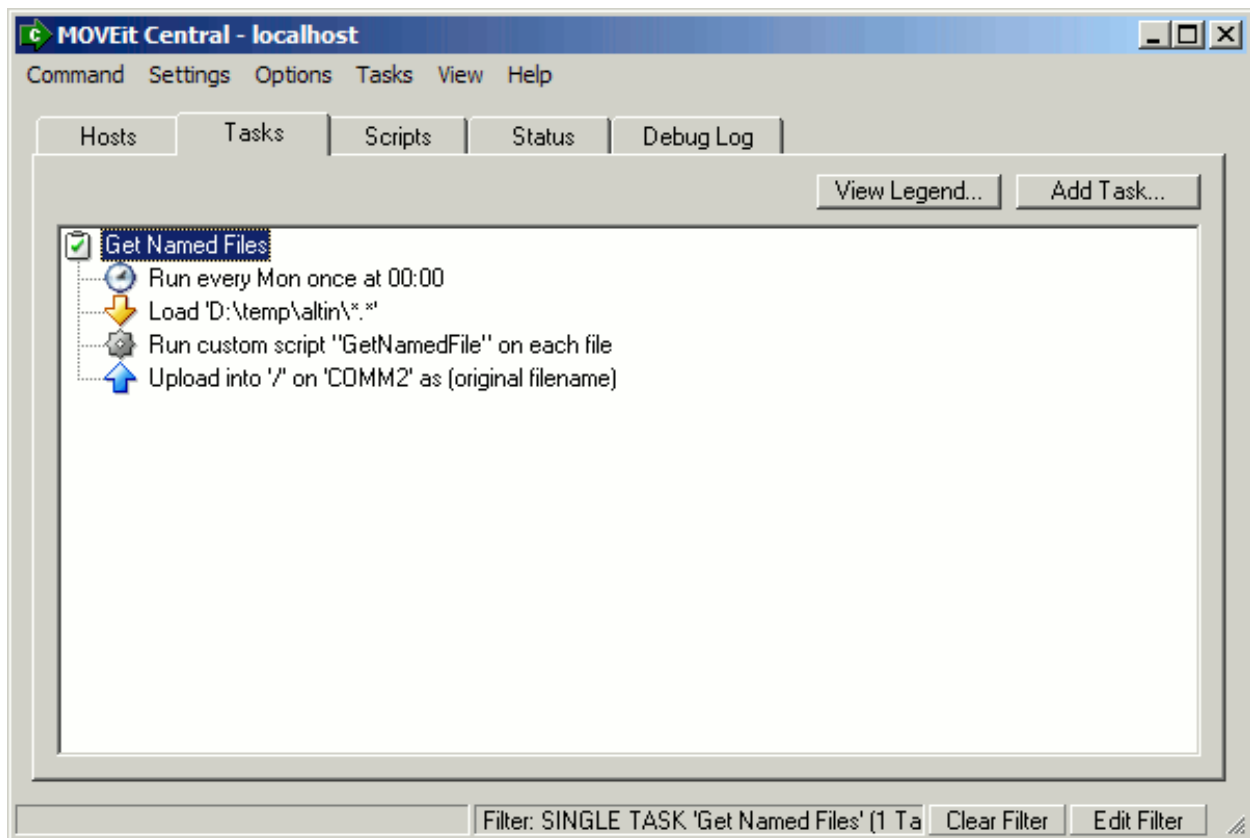 MOVEit Central - localhost
Command Settings Options Tasks View Help
Hosts Tasks Scripts Status Debug Log
View Legend... Add Task...
Get Named Files
Run every Mon once at 00:00
Load 'D:\temp\altin\*.*'
Run custom script "GetNamedFile" on each file
Upload into '/' on 'COMM2' as (original filename)
Filter: SINGLE TASK 'Get Named Files' (1 Ta Clear Filter Edit Filter